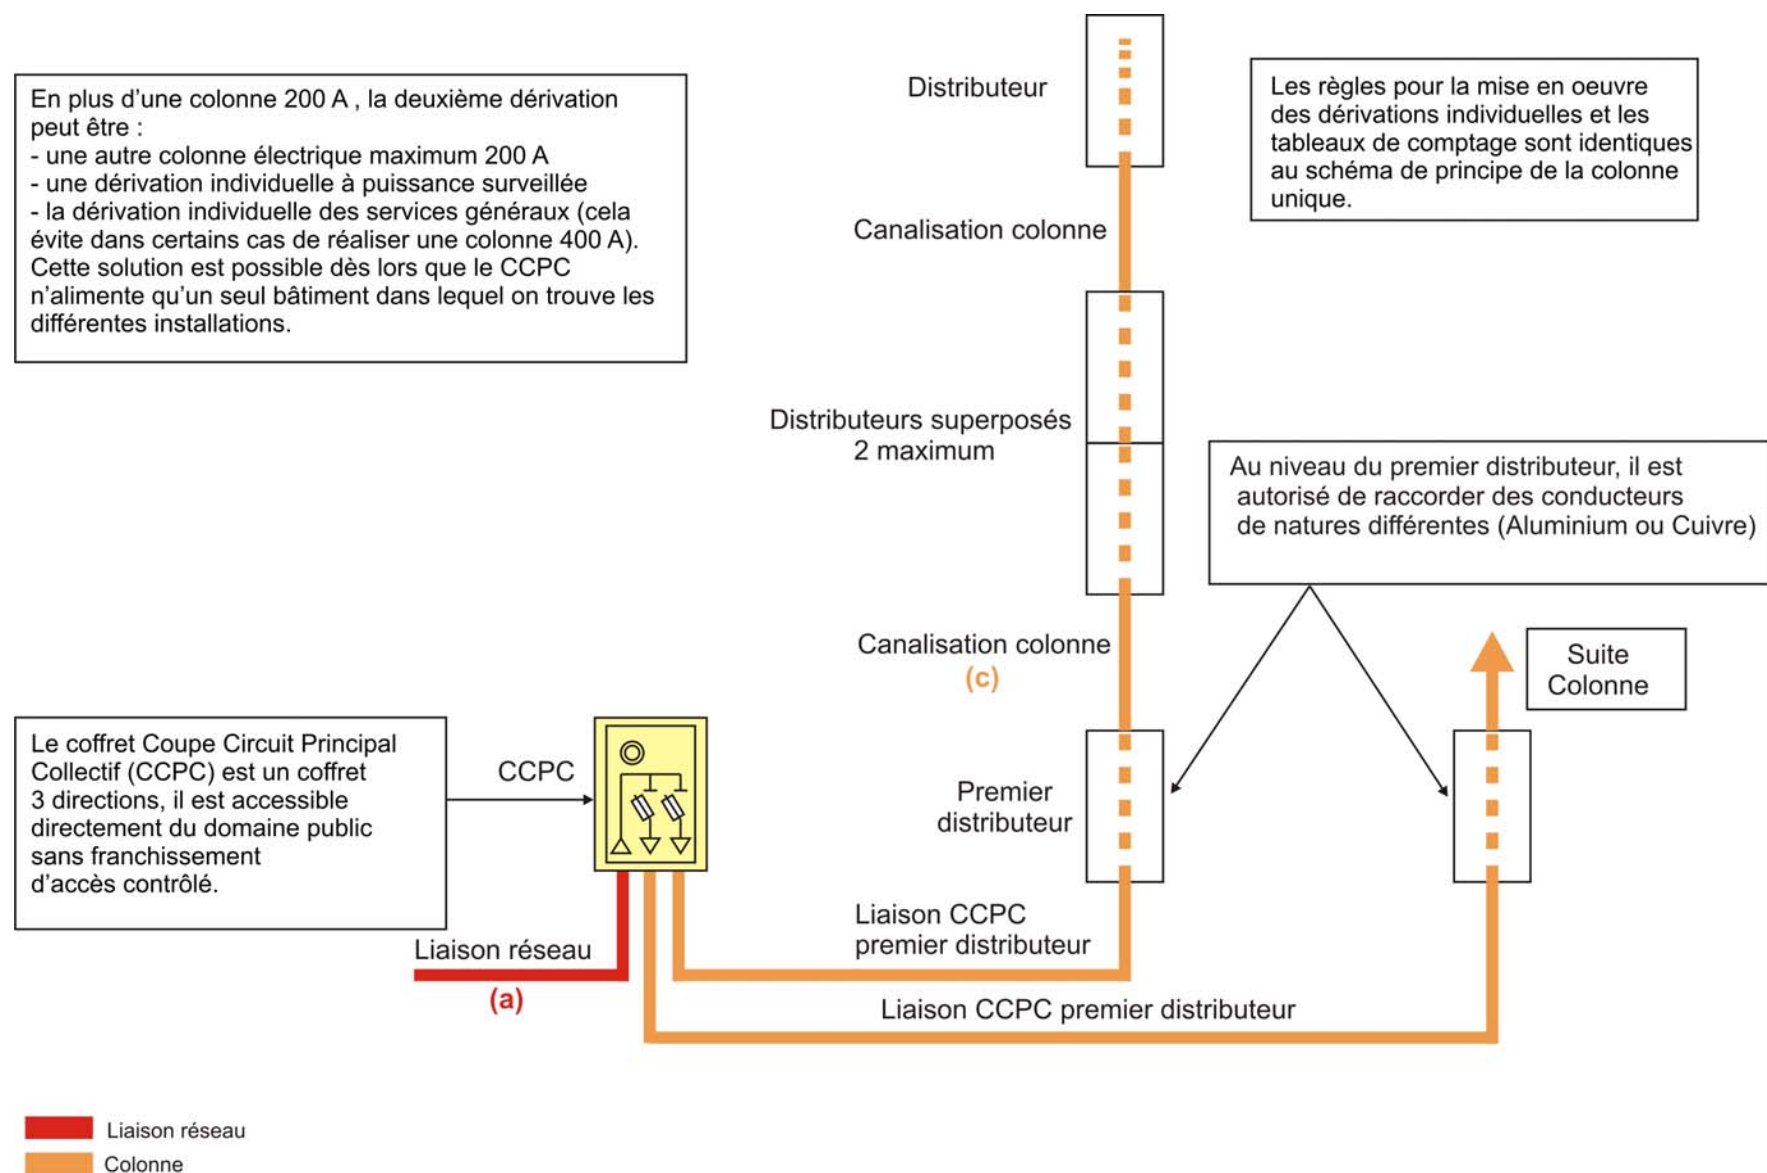 En plus d'une colonne 200 A , la deuxième dérivation
peut être :
- une autre colonne électrique maximum 200 A
- une dérivation individuelle à puissance surveillée
- la dérivation individuelle des services généraux (cela
évite dans certains cas de réaliser une colonne 400 A).
Cette solution est possible dès lors que le CCPC
n'alimente qu'un seul bâtiment dans lequel on trouve les
différentes installations.
Distributeur
Les règles pour la mise en oeuvre
des dérivations individuelles et les
tableaux de comptage sont identiques
au schéma de principe de la colonne
unique.
Canalisation colonne
Distributeurs superposés
2 maximum
Au niveau du premier distributeur, il est
autorisé de raccorder des conducteurs
de natures différentes (Aluminium ou Cuivre)
Canalisation colonne
(c)
Suite
Colonne
Le coffret Coupe Circuit Principal
Collectif (CCPC) est un coffret
3 directions, il est accessible
directement du domaine public
sans franchissement
d'accès contrôlé.
CCPC
Premier
distributeur
Liaison réseau
(a)
Liaison CCPC
premier distributeur
Liaison CCPC premier distributeur
Liaison réseau
Colonne